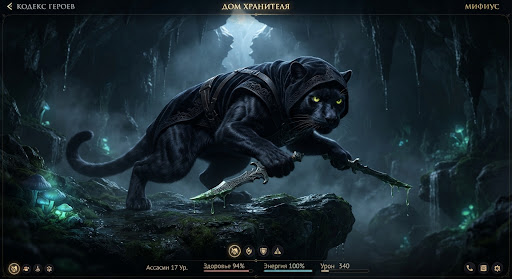 КОДЕКС ГЕРОЕВ
ДОМ ХРАНИТЕЛЯ
МИФИУС
Ассасин 17 Ур. Здоровье 94% Энергия 100% Урон 340